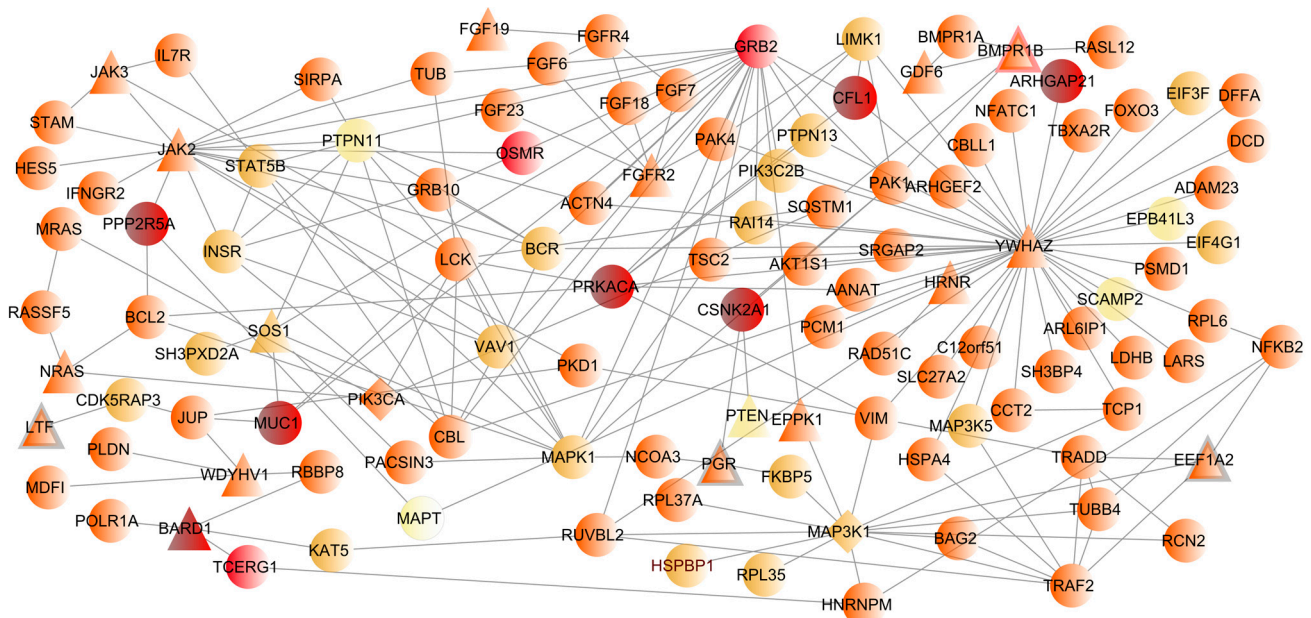 FGF19
FGFR4
GRB2
LIMK1
BMPR1A
BMPR1B
RASL12
JAK3
IL7R
SIRPA
TUB
FGF6
FGF7
GDF6
ARHGAP21
CFL1
EIF3F
DFFA
STAM
FGF23
FGF18
NFATC1
FOXO3
TBXA2R
PTPN11
PTPN13
PAK4
DCD
JAK2
STAT5B
OSMR
CBLL1
HES5
IFNGR2
GRB10
FGFR2
PIK3C2B
PAK1
ARHGEF2
ADAM23
ACTN4
SQSTM1
EPB41L3
MRAS
PPP2R5A
RAI14
INSR
BCR
YWHAZ
EIF4G1
LCK
TSC2
AKT1S1
SRGAP2
PSMD1
PRKACA
AANAT
HRNR
SCAMP2
RASSF5
BCL2
CSNK2A1
PCM1
ARL6IP1
RPL6
SOS1
VAV1
SH3PXD2A
RAD51C
C12orf51
LDHB
LARS
NFKB2
NRAS
PKD1
SLC27A2
SH3BP4
CDK5RAP3
PIK3CA
LTF
JUP
MUC1
PTEN
EPPK1
VIM
CCT2
TCP1
MAP3K5
CBL
PLDN
PACSIN3
MAPK1
NCOA3
PGR
FKBP5
HSPA4
TRADD
EEF1A2
WDYHV1
RBBP8
MDFI
RPL37A
TUBB4
POLR1A
BARD1
MAPT
RUVBL2
MAP3K1
BAG2
RCN2
KAT5
TCERG1
HSPBP1
RPL35
TRAF2
HNRNPM